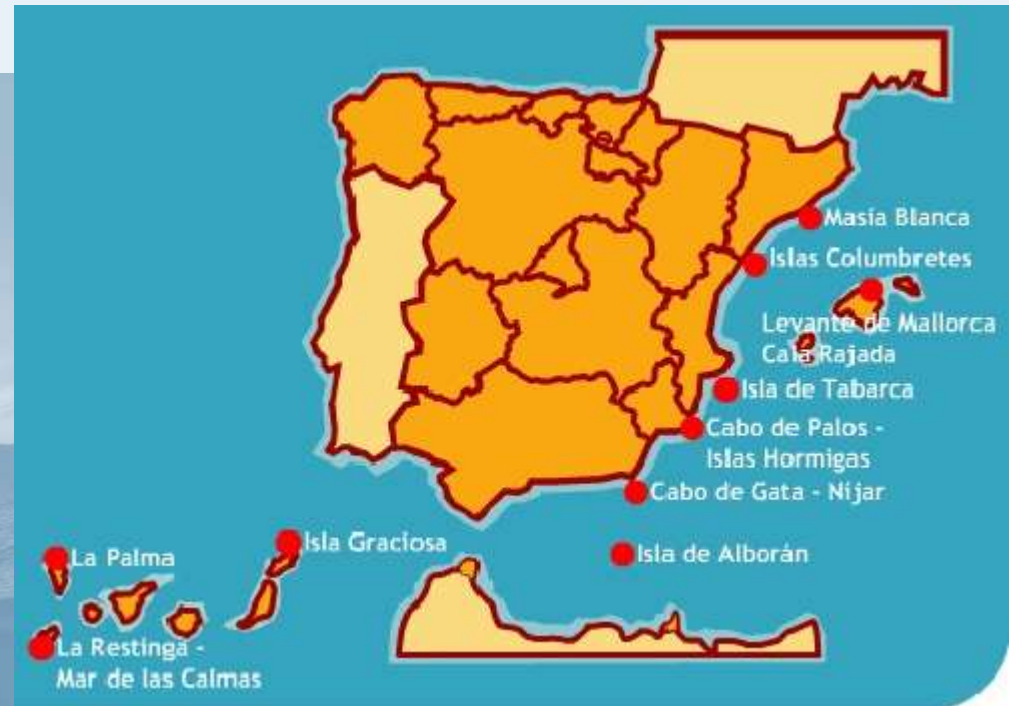 Masía Blanca
Islas Columbretes
Levante de Mallorca
Cala Rajada
Isla de Tabarca
Cabo de Palos -
Islas Hormigas
Cabo de Gata - Níjar
Isla Graciosa
Isla de Alborán
La Palma
La Restinga -
Mar de las Calmas